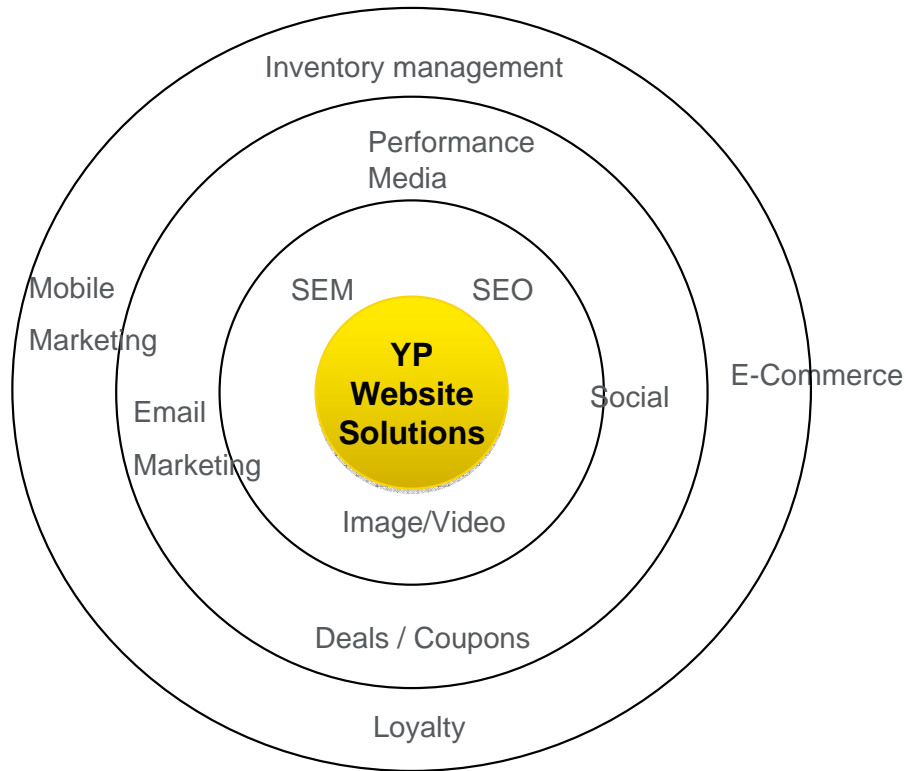 Inventory management
Performance
Media
SEM
SEO
Mobile
Marketing
YP
Website
Solutions
E-Commerce
Social
Email
Marketing
Image/Video
Deals / Coupons
Loyalty